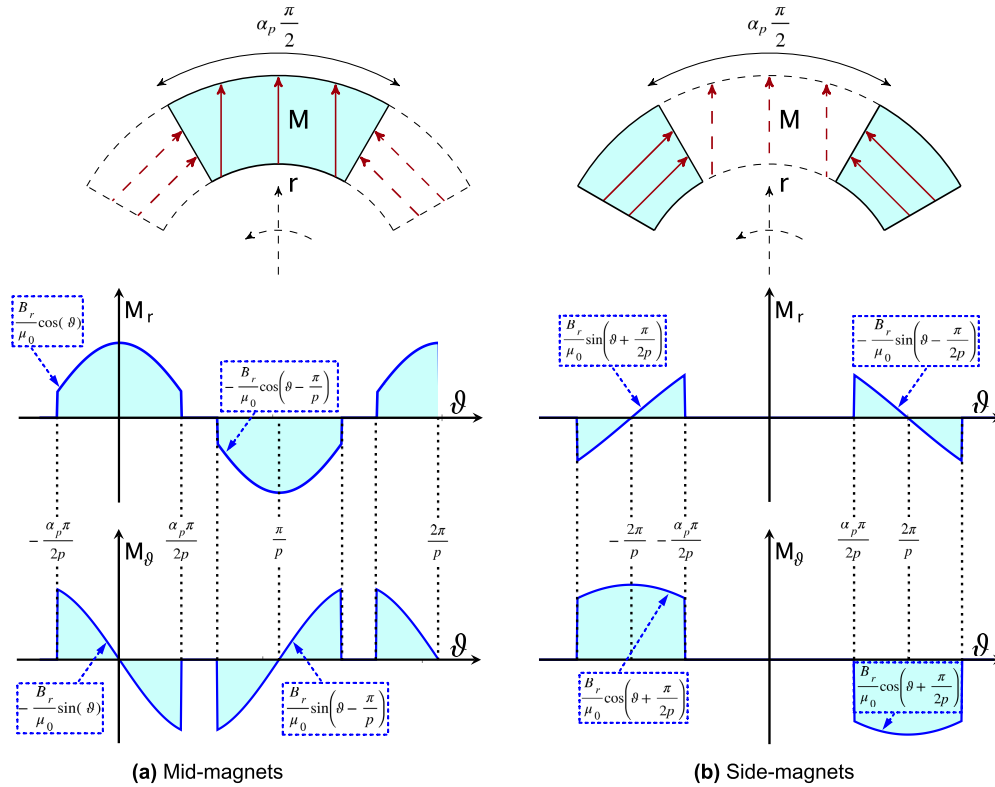 α_p π/2
M
r
α_p π/2
M
r
M_r
B_r/μ_0 cos( ϑ)
-B_r/μ_0 cos(ϑ - π/p)
ϑ
M_r
B_r/μ_0 sin(ϑ + π/2p)
-B_r/μ_0 sin(ϑ - π/2p)
ϑ
-α_p π/2p
α_p π/2p
π/p
2π/p
-2π/p
-α_p π/2p
α_p π/2p
2π/p
M_ϑ
ϑ
-B_r/μ_0 sin( ϑ)
B_r/μ_0 sin(ϑ - π/p)
M_ϑ
ϑ
B_r/μ_0 cos(ϑ + π/2p)
B_r/μ_0 cos(ϑ + π/2p)
(a) Mid-magnets
(b) Side-magnets